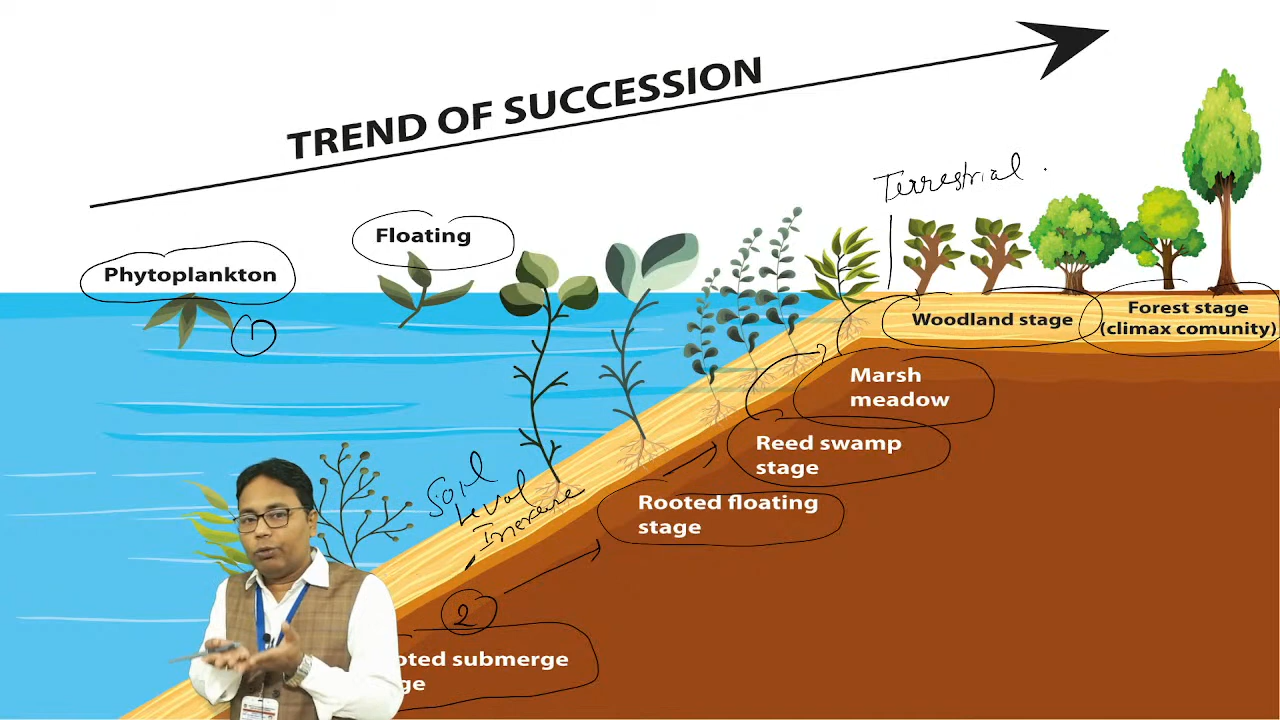 TREND OF SUCCESSION
Terrestrial
Floating
Phytoplankton
1
Woodland stage
Forest stage
(climax comunity)
Marsh
meadow
Reed swamp
stage
Rooted floating
stage
Soil
Level
Increase
2
oted submerge
ge